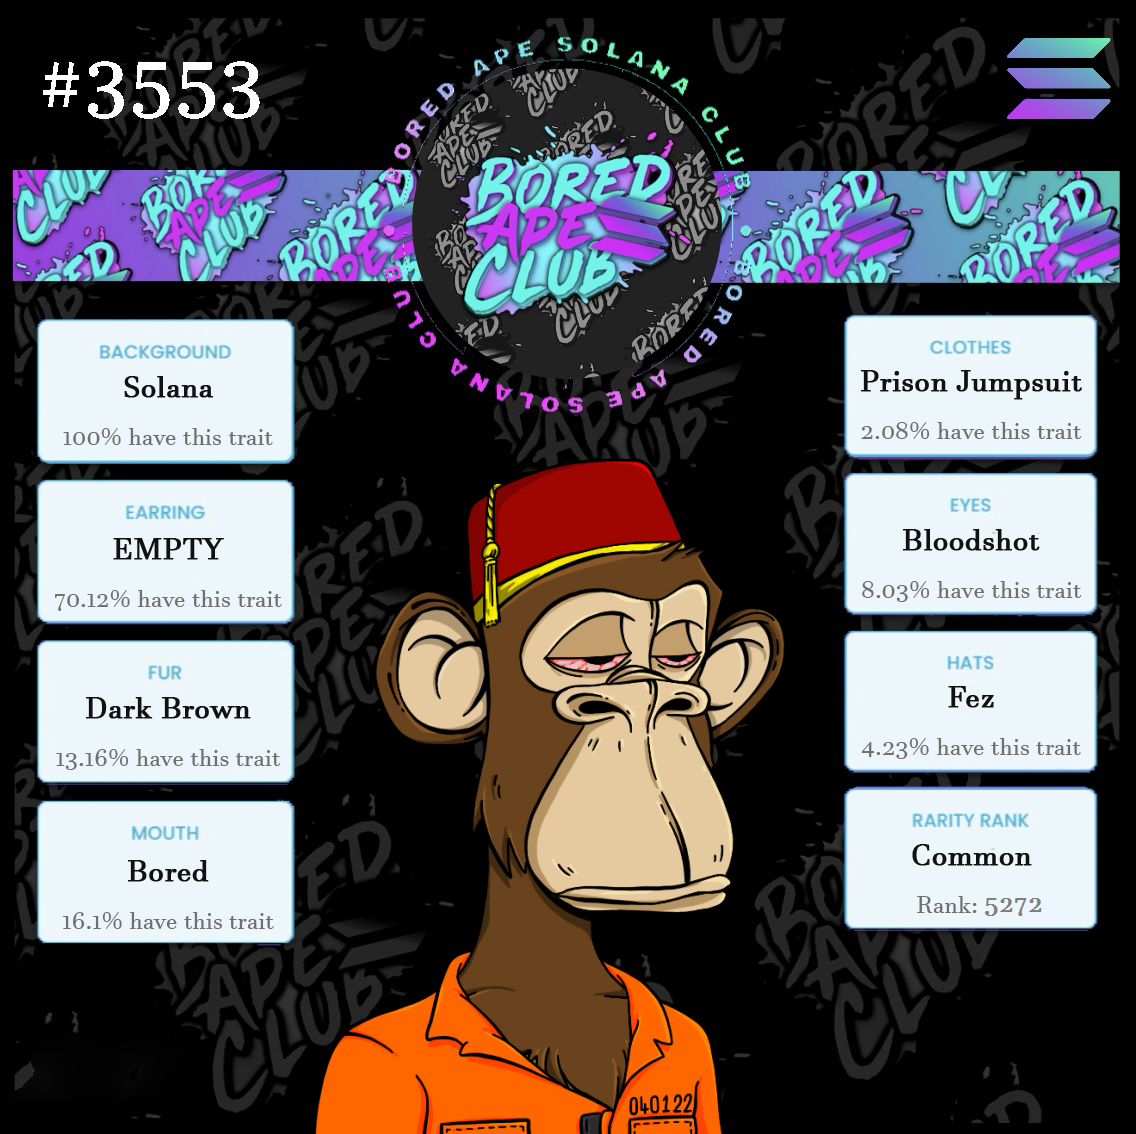 #3553
BORED APE SOLANA CLUB
BORED APE SOLANA CLUB
BORED
APE
CLUB
BACKGROUND
Solana
100% have this trait
EARRING
EMPTY
70.12% have this trait
FUR
Dark Brown
13.16% have this trait
MOUTH
Bored
16.1% have this trait
CLOTHES
Prison Jumpsuit
2.08% have this trait
EYES
Bloodshot
8.03% have this trait
HATS
Fez
4.23% have this trait
RARITY RANK
Common
Rank: 5272
040122